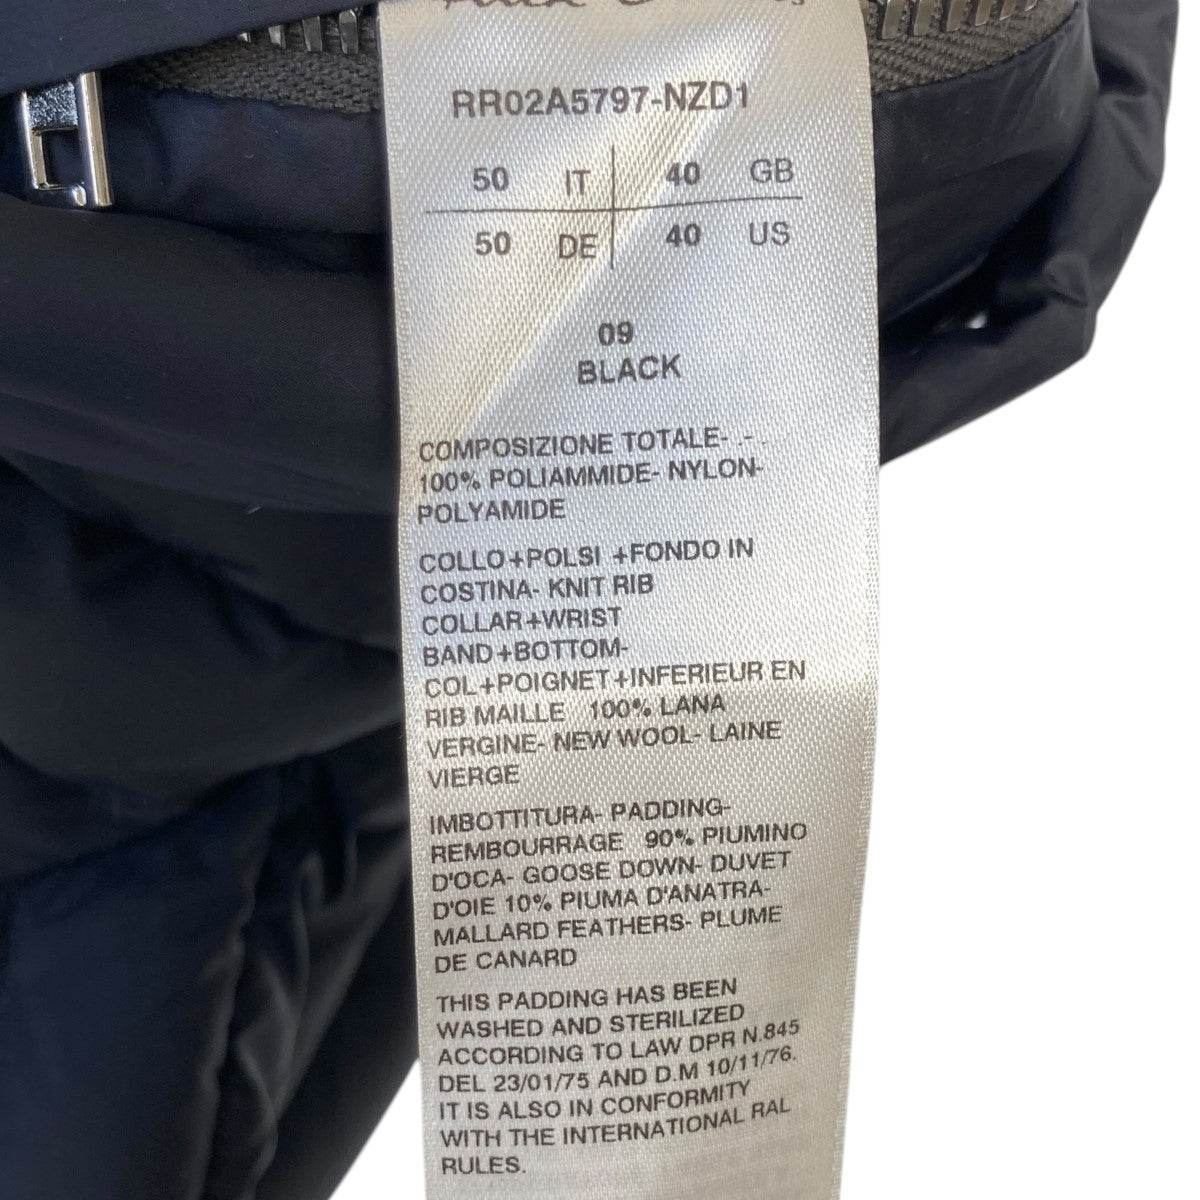 RR02A5797-NZD1
50 IT 40 GB
50 DE 40 US
09
BLACK
COMPOSIZIONE TOTALE- .-
100% POLIAMMIDE- NYLON-
POLYAMIDE
COLLO+POLSI +FONDO IN
COSTINA- KNIT RIB
COLLAR+WRIST
BAND+BOTTOM-
COL+POIGNET+INFERIEUR EN
RIB MAILLE 100% LANA
VERGINE- NEW WOOL- LAINE
VIERGE
IMBOTTITURA- PADDING-
REMBOURRAGE 90% PIUMINO
D'OCA- GOOSE DOWN- DUVET
D'OIE 10% PIUMA D'ANATRA-
MALLARD FEATHERS- PLUME
DE CANARD
THIS PADDING HAS BEEN
WASHED AND STERILIZED
ACCORDING TO LAW DPR N.845
DEL 23/01/75 AND D.M 10/11/76.
IT IS ALSO IN CONFORMITY
WITH THE INTERNATIONAL RAL
RULES.